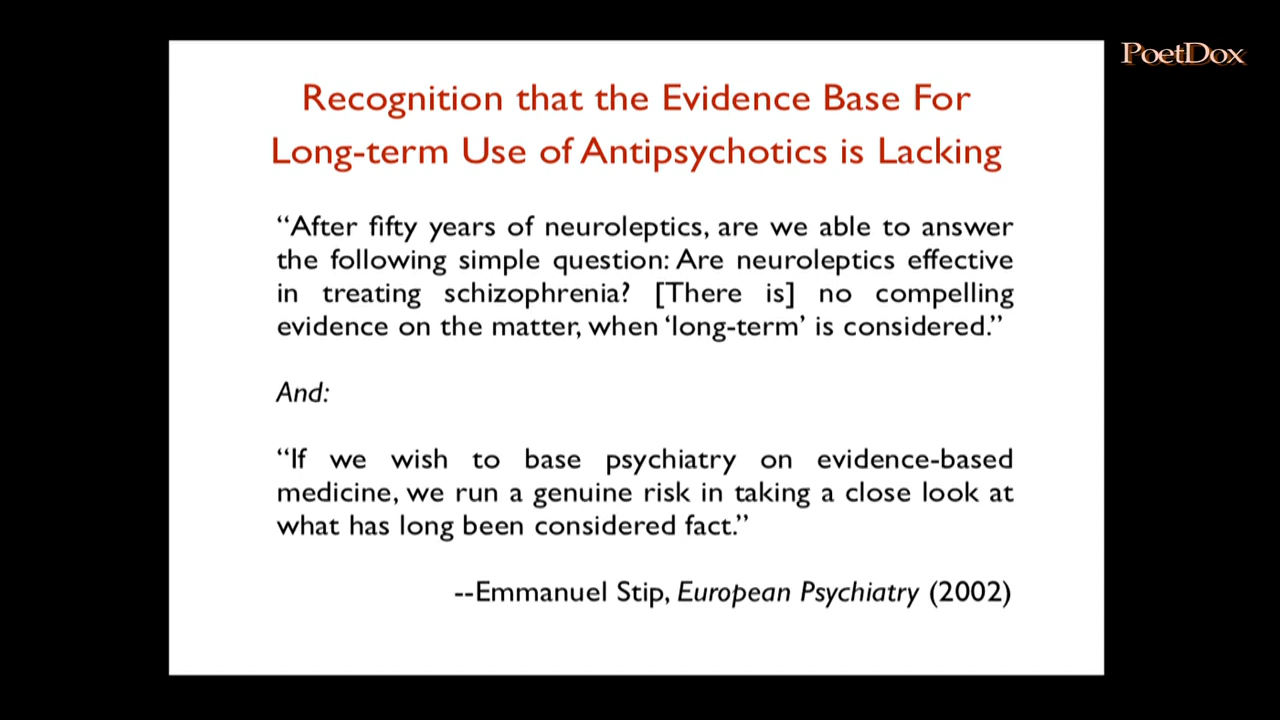 PoetDox
Recognition that the Evidence Base For
Long-term Use of Antipsychotics is Lacking
“After fifty years of neuroleptics, are we able to answer
the following simple question: Are neuroleptics effective
in treating schizophrenia? [There is] no compelling
evidence on the matter, when ‘long-term’ is considered.”
And:
“If we wish to base psychiatry on evidence-based
medicine, we run a genuine risk in taking a close look at
what has long been considered fact.”
--Emmanuel Stip, European Psychiatry (2002)